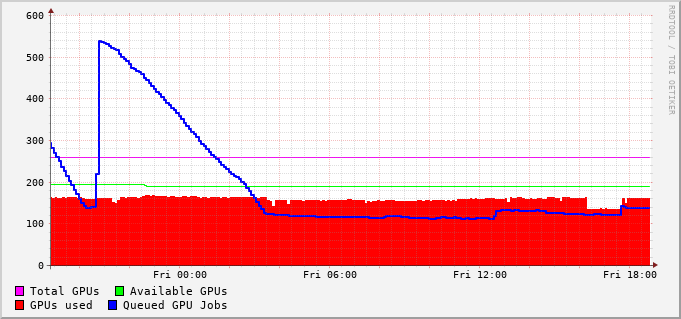 600
500
400
300
200
100
0
Fri 00:00 Fri 06:00 Fri 12:00 Fri 18:00
Total GPUs Available GPUs
GPUs used Queued GPU Jobs
RRDTOOL / TOBI OETIKER